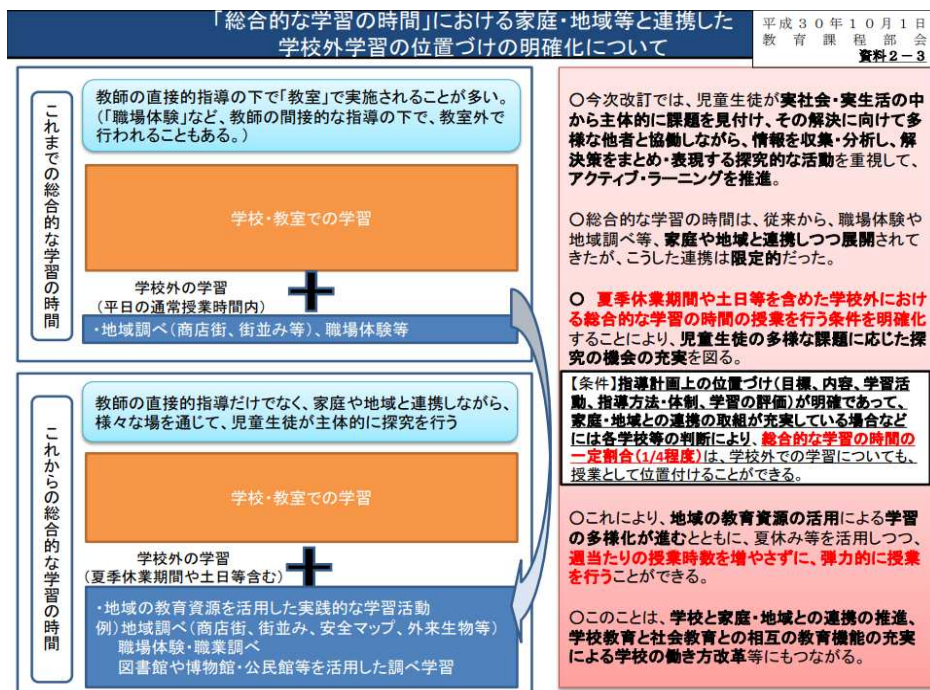 「総合的な学習の時間」における家庭・地域等と連携した
学校外学習の位置づけの明確化について
平成30年10月1日
教育課程部会
資料2-3
これまでの総合的な学習の時間
教師の直接的指導の下で「教室」で実施されることが多い。
(「職場体験」など、教師の間接的な指導の下で、教室外で
行われることもある。)
学校・教室での学習
学校外の学習
(平日の通常授業時間内)
・地域調べ(商店街、街並み等)、職場体験等
これからの総合的な学習の時間
教師の直接的指導だけでなく、家庭や地域と連携しながら、
様々な場を通じて、児童生徒が主体的に探究を行う
学校・教室での学習
学校外の学習
(夏季休業期間や土日等含む)
・地域の教育資源を活用した実践的な学習活動
例)地域調べ(商店街、街並み、安全マップ、外来生物等)
職場体験・職業調べ
図書館や博物館・公民館等を活用した調べ学習
○今次改訂では、児童生徒が実社会・実生活の中
から主体的に課題を見付け、その解決に向けて多
様な他者と協働しながら、情報を収集・分析し、解
決策をまとめ・表現する探究的な活動を重視して、
アクティブ・ラーニングを推進。
○総合的な学習の時間は、従来から、職場体験や
地域調べ等、家庭や地域と連携しつつ展開されて
きたが、こうした連携は限定的だった。
○ 夏季休業期間や土日等を含めた学校外におけ
る総合的な学習の時間の授業を行う条件を明確化
することにより、児童生徒の多様な課題に応じた探
究の機会の充実を図る。
【条件】指導計画上の位置づけ(目標、内容、学習活
動、指導方法・体制、学習の評価)が明確であって、
家庭・地域との連携の取組が充実している場合など
には各学校等の判断により、総合的な学習の時間の
一定割合(1/4程度)は、学校外での学習についても、
授業として位置付けることができる。
○これにより、地域の教育資源の活用による学習
の多様化が進むとともに、夏休み等を活用しつつ、
週当たりの授業時数を増やさずに、弾力的に授業
を行うことができる。
○このことは、学校と家庭・地域との連携の推進、
学校教育と社会教育との相互の教育機能の充実
による学校の働き方改革等にもつながる。